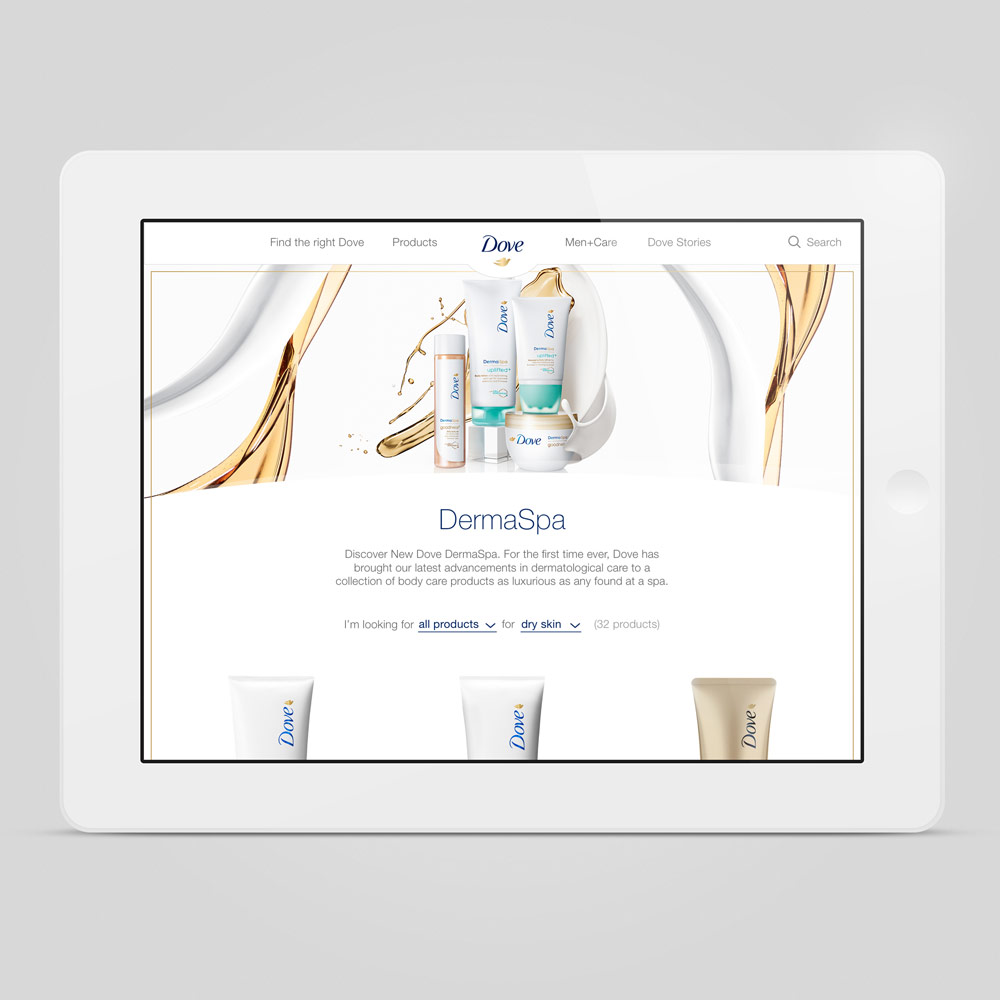 Find the right Dove
Products
Dove
Men+Care
Dove Stories
Search
Dove
DermaSpa
uplifted+
Dove
DermaSpa
uplifted+
Dove
DermaSpa
goodness³
Dove
DermaSpa
DermaSpa
Discover New Dove DermaSpa. For the first time ever, Dove has
brought our latest advancements in dermatological care to a
collection of body care products as luxurious as any found at a spa.
I'm looking for all products for dry skin (32 products)
Dove
Dove
Dove